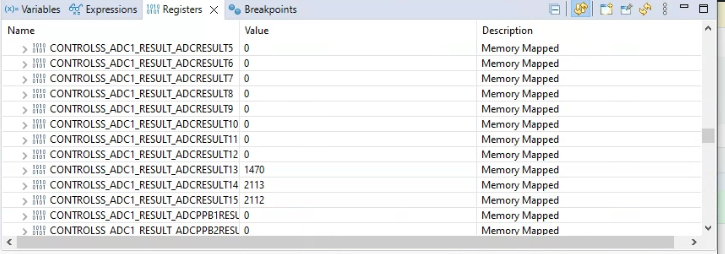 Variables Expressions Registers Breakpoints
Name Value Description
CONTROLSS_ADC1_RESULT_ADCRESULT5 0 Memory Mapped
CONTROLSS_ADC1_RESULT_ADCRESULT6 0 Memory Mapped
CONTROLSS_ADC1_RESULT_ADCRESULT7 0 Memory Mapped
CONTROLSS_ADC1_RESULT_ADCRESULT8 0 Memory Mapped
CONTROLSS_ADC1_RESULT_ADCRESULT9 0 Memory Mapped
CONTROLSS_ADC1_RESULT_ADCRESULT10 0 Memory Mapped
CONTROLSS_ADC1_RESULT_ADCRESULT11 0 Memory Mapped
CONTROLSS_ADC1_RESULT_ADCRESULT12 0 Memory Mapped
CONTROLSS_ADC1_RESULT_ADCRESULT13 1470 Memory Mapped
CONTROLSS_ADC1_RESULT_ADCRESULT14 2113 Memory Mapped
CONTROLSS_ADC1_RESULT_ADCRESULT15 2112 Memory Mapped
CONTROLSS_ADC1_RESULT_ADCPPB1RESU 0 Memory Mapped
CONTROLSS_ADC1_RESULT_ADCPPB2RESU 0 Memory Mapped